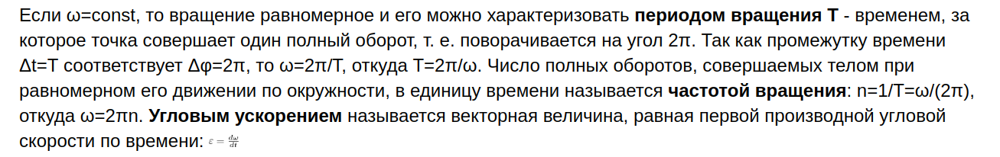 Если ω=const, то вращение равномерное и его можно характеризовать периодом вращения T - временем, за
которое точка совершает один полный оборот, т. е. поворачивается на угол 2π. Так как промежутку времени
Δt=T соответствует Δφ=2π, то ω=2π/T, откуда T=2π/ω. Число полных оборотов, совершаемых телом при
равномерном его движении по окружности, в единицу времени называется частотой вращения: n=1/T=ω/(2π),
откуда ω=2πn. Угловым ускорением называется векторная величина, равная первой производной угловой
скорости по времени: ε = dω/dt